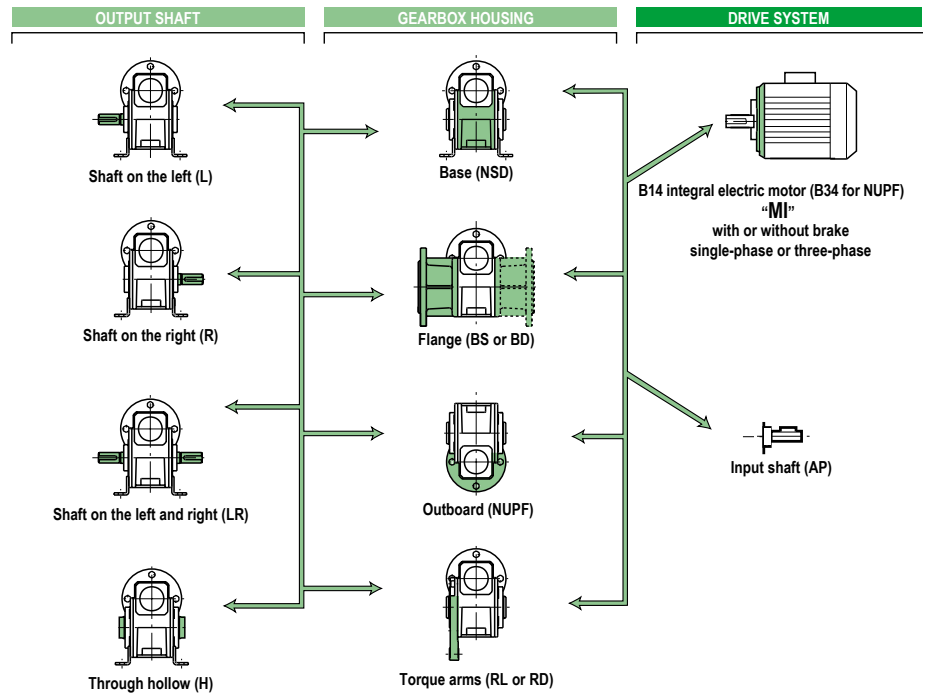 OUTPUT SHAFT
GEARBOX HOUSING
DRIVE SYSTEM
Shaft on the left (L)
Shaft on the right (R)
Shaft on the left and right (LR)
Through hollow (H)
Base (NSD)
Flange (BS or BD)
Outboard (NUPF)
Torque arms (RL or RD)
B14 integral electric motor (B34 for NUPF)
“MI”
with or without brake
single-phase or three-phase
Input shaft (AP)